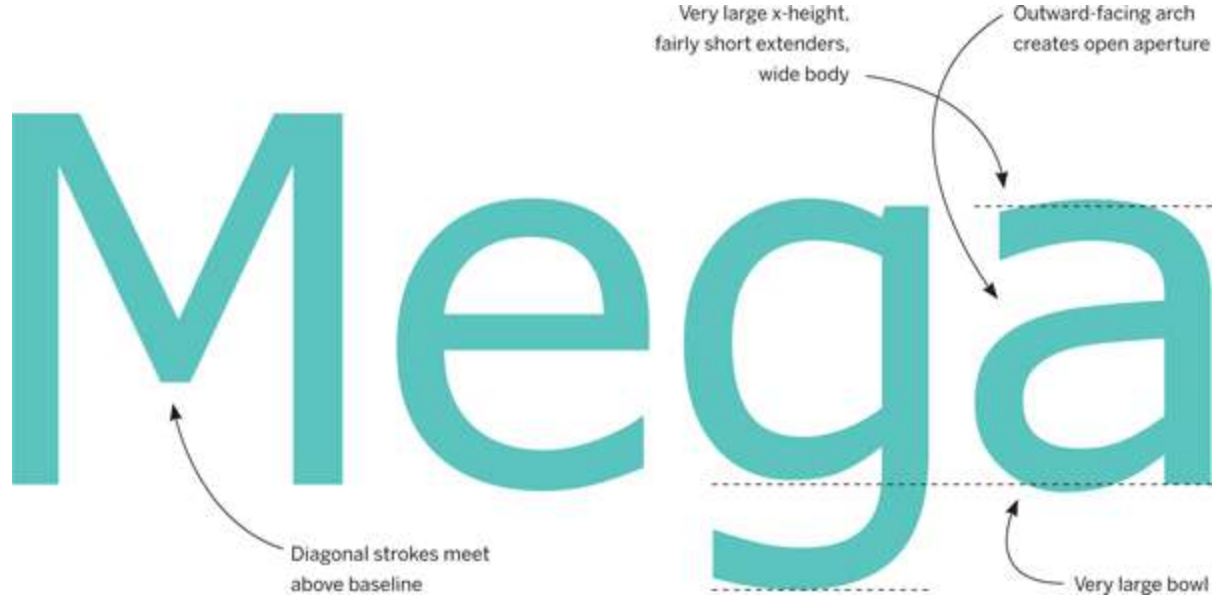 Very large x-height,
fairly short extenders,
wide body
Outward-facing arch
creates open aperture
Mega
Diagonal strokes meet
above baseline
Very large bowl